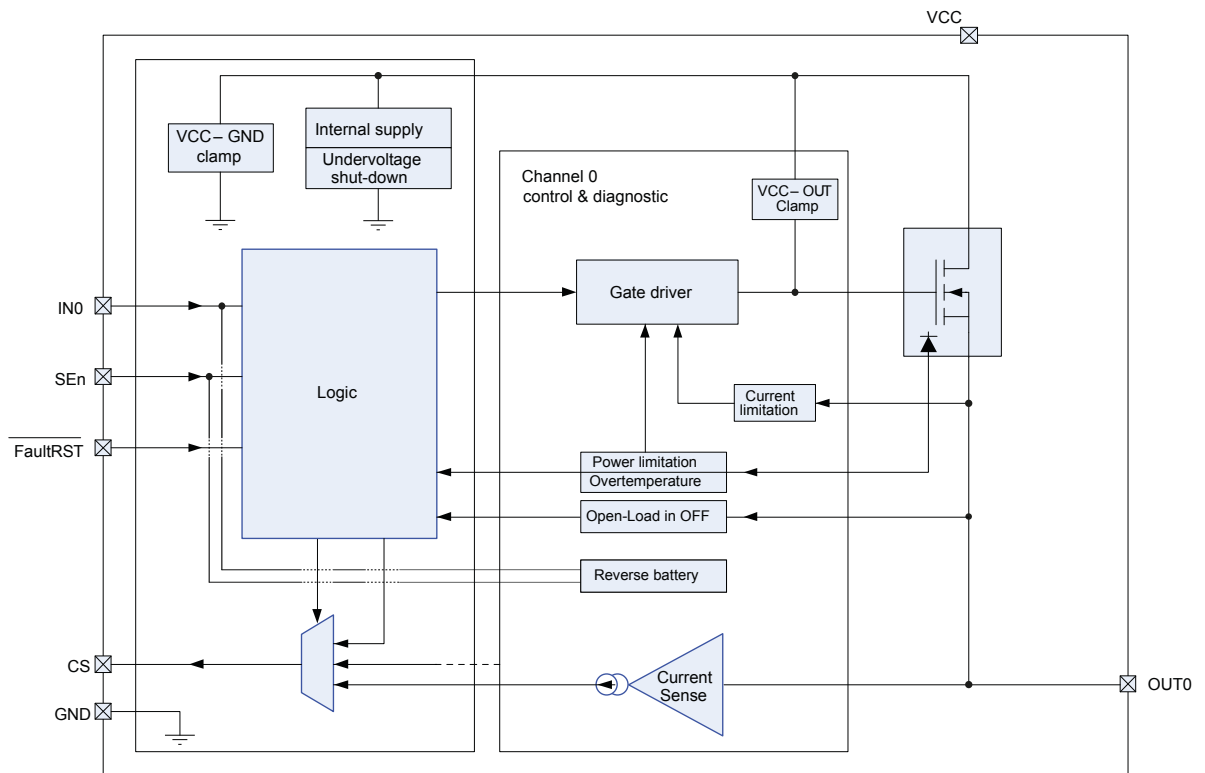 VCC
VCC – GND
clamp
Internal supply
Undervoltage
shut-down
Channel 0
control & diagnostic
VCC – OUT
Clamp
Gate driver
IN0
SEn
Logic
Current
limitation
FaultRST
Power limitation
Overtemperature
Open-Load in OFF
Reverse battery
CS
Current
Sense
OUT0
GND